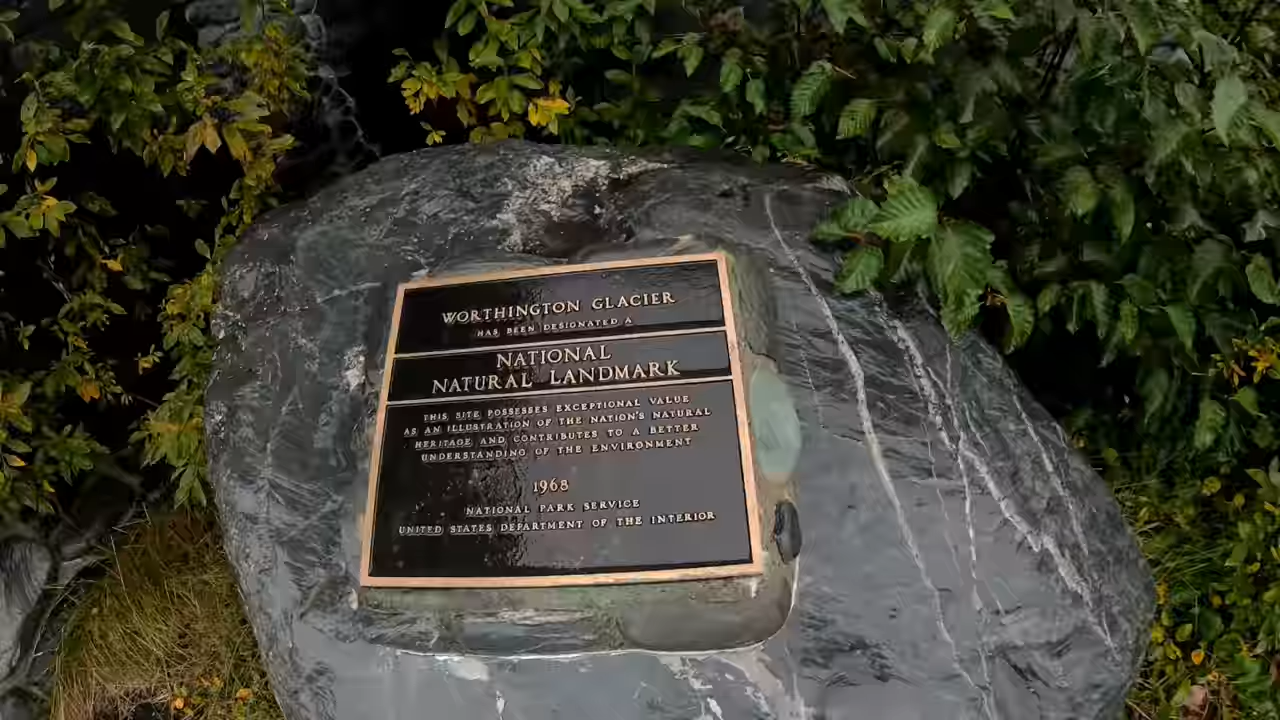 WORTHINGTON GLACIER
HAS BEEN DESIGNATED A
NATIONAL
NATURAL LANDMARK
THIS SITE POSSESSES EXCEPTIONAL VALUE
AS AN ILLUSTRATION OF THE NATION'S NATURAL
HERITAGE AND CONTRIBUTES TO A BETTER
UNDERSTANDING OF THE ENVIRONMENT
1968
NATIONAL PARK SERVICE
UNITED STATES DEPARTMENT OF THE INTERIOR